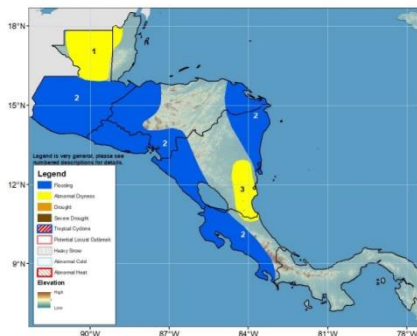 18°N
15°N
12°N
9°N
1
2
2
2
3
2
Legend is very general, please see
numbered descriptions for details.
Legend
Flooding
Abnormal Dryness
Drought
Severe Drought
Tropical Cyclone
Potential Locust Outbreak
Heavy Snow
Abnormal Cold
Abnormal Heat
Elevation
High
Low
90°W
87°W
84°W
81°W
78°W